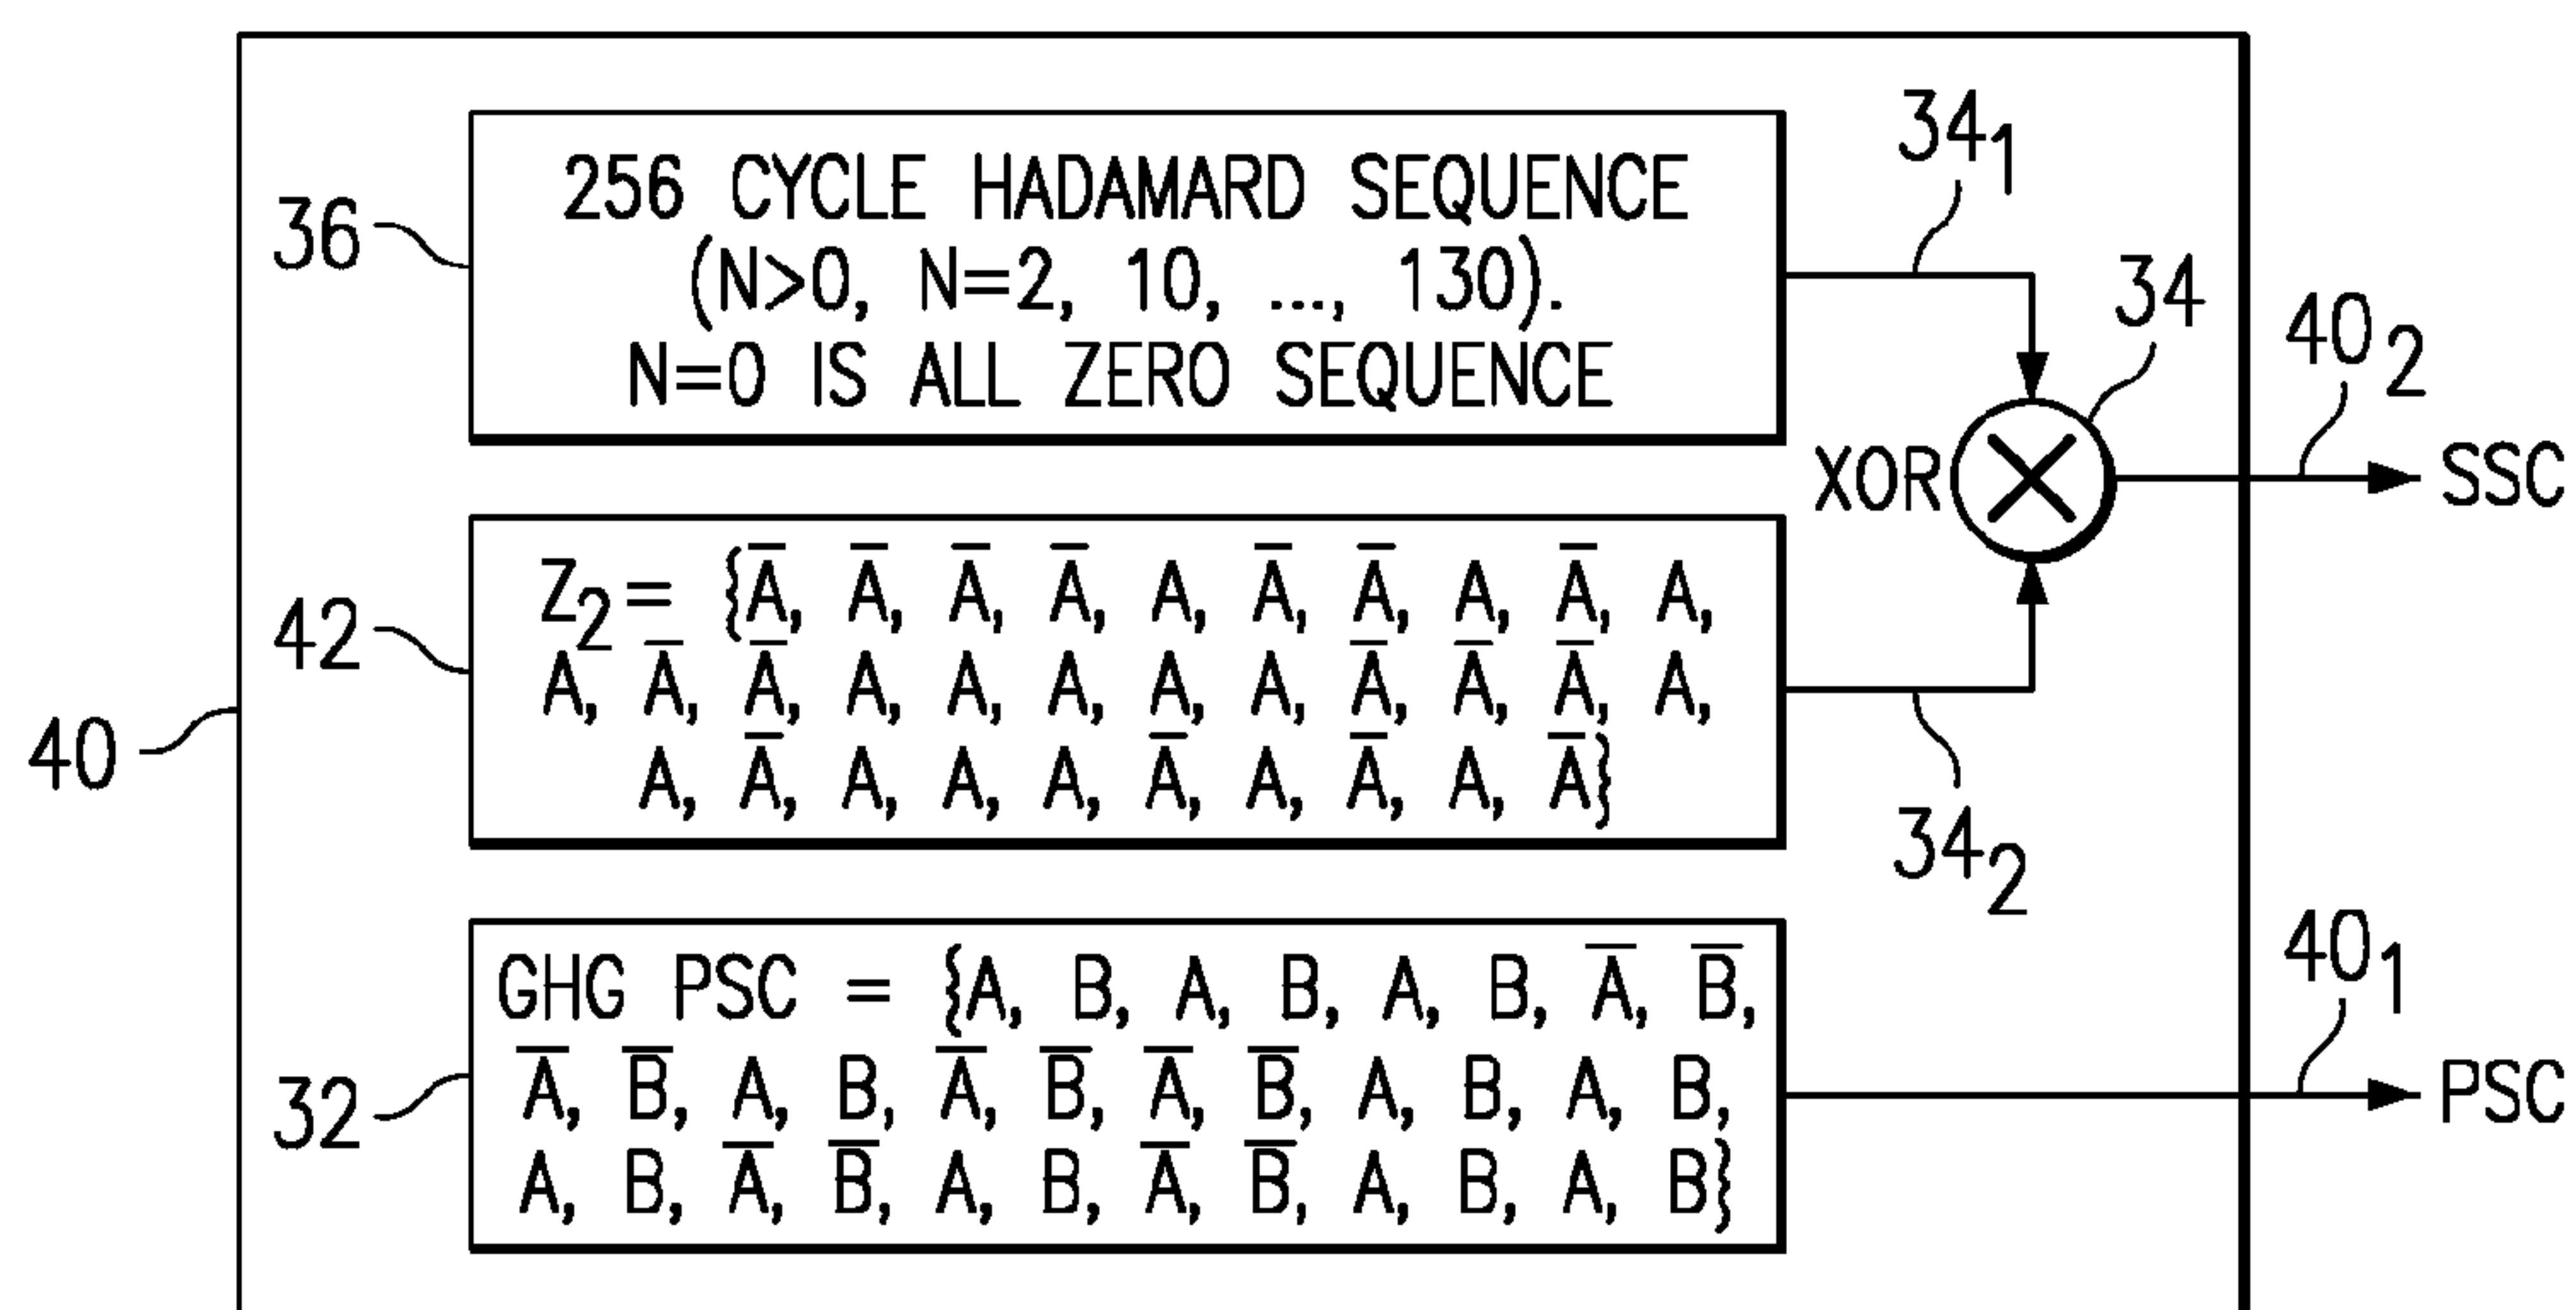 36
256 CYCLE HADAMARD SEQUENCE
(N>0, N=2, 10, ..., 130).
N=0 IS ALL ZERO SEQUENCE
34₁
34
XOR
40₂
SSC
42
Z₂= {A̅, A̅, A̅, A̅, A, A̅, A̅, A, A̅, A,
A, A̅, A̅, A, A, A, A, A, A̅, A̅, A̅, A,
A, A̅, A, A, A, A̅, A, A̅, A, A̅}
34₂
40
32
GHG PSC = {A, B, A, B, A, B, A̅, B̅,
A̅, B̅, A, B, A̅, B̅, A̅, B̅, A, B, A, B,
A, B, A̅, B̅, A, B, A̅, B̅, A, B, A, B}
40₁
PSC